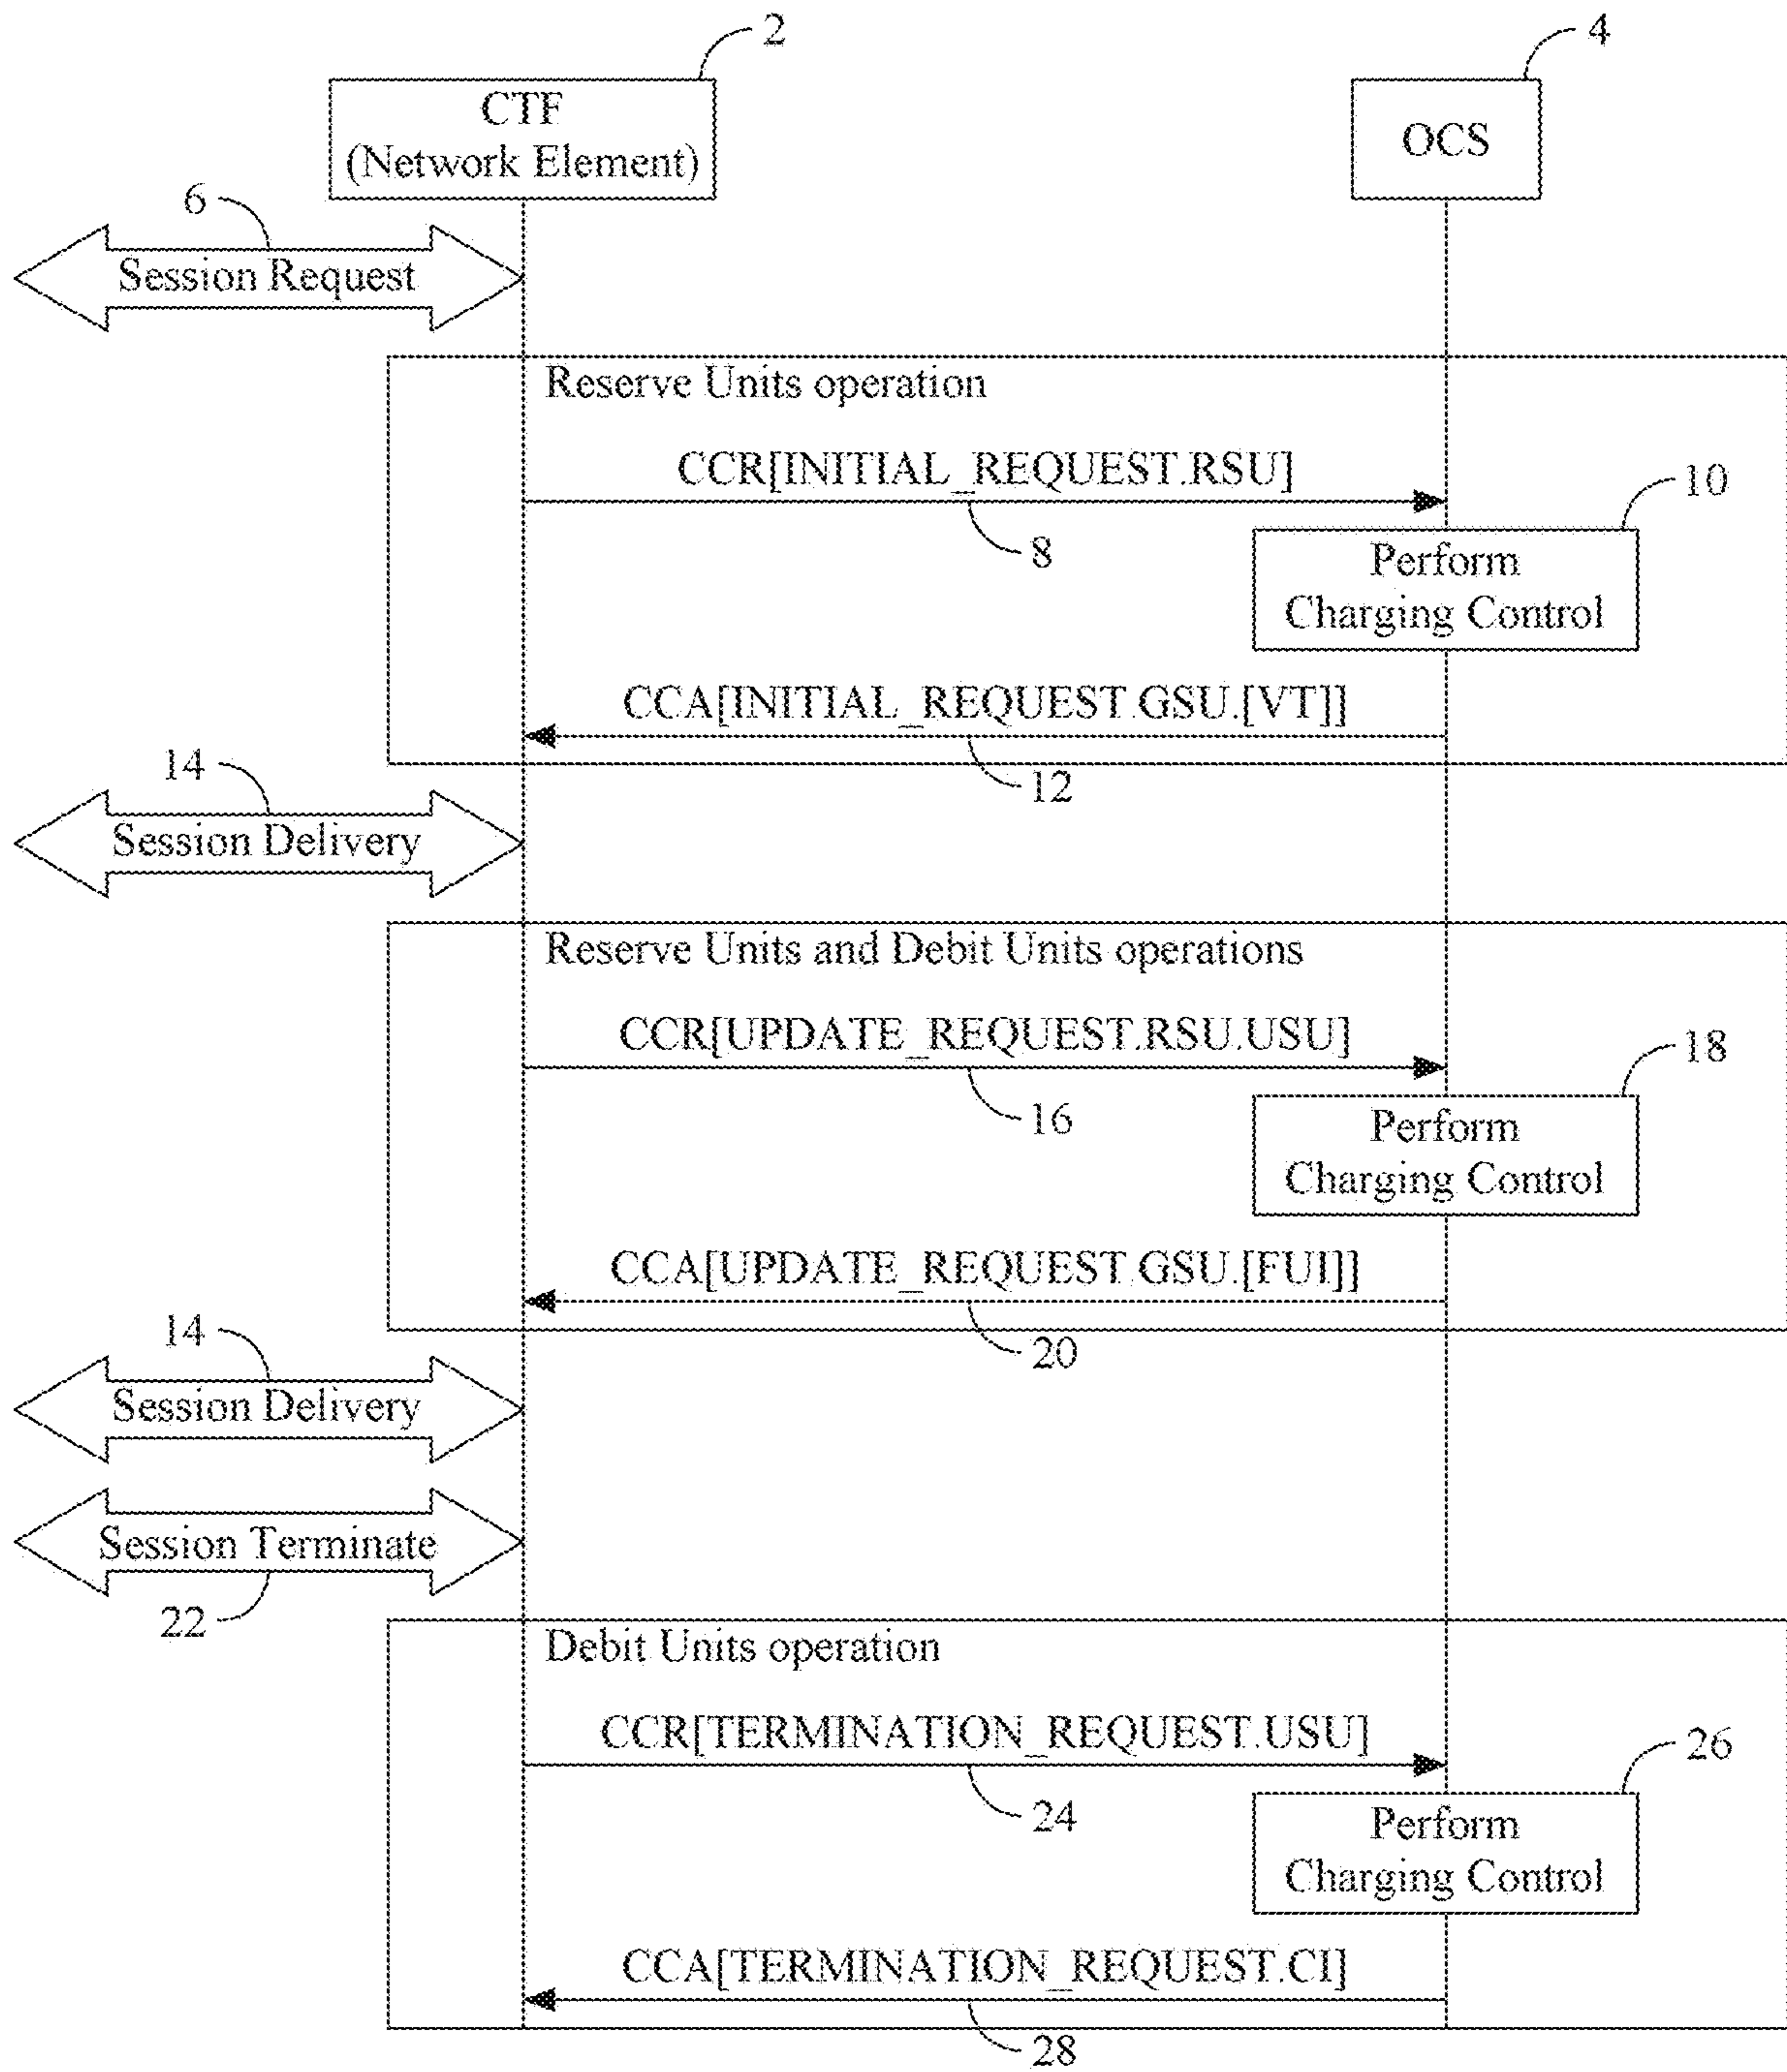 2
4
CTF
(Network Element)
OCS
6
Session Request
Reserve Units operation
CCR[INITIAL_REQUEST.RSU]
8
10
Perform
Charging Control
CCA[INITIAL_REQUEST.GSU.[VT]]
12
14
Session Delivery
Reserve Units and Debit Units operations
CCR[UPDATE_REQUEST.RSU.USU]
16
18
Perform
Charging Control
CCA[UPDATE_REQUEST.GSU.[FUI]]
20
14
Session Delivery
Session Terminate
22
Debit Units operation
CCR[TERMINATION_REQUEST.USU]
24
26
Perform
Charging Control
CCA[TERMINATION_REQUEST.CI]
28